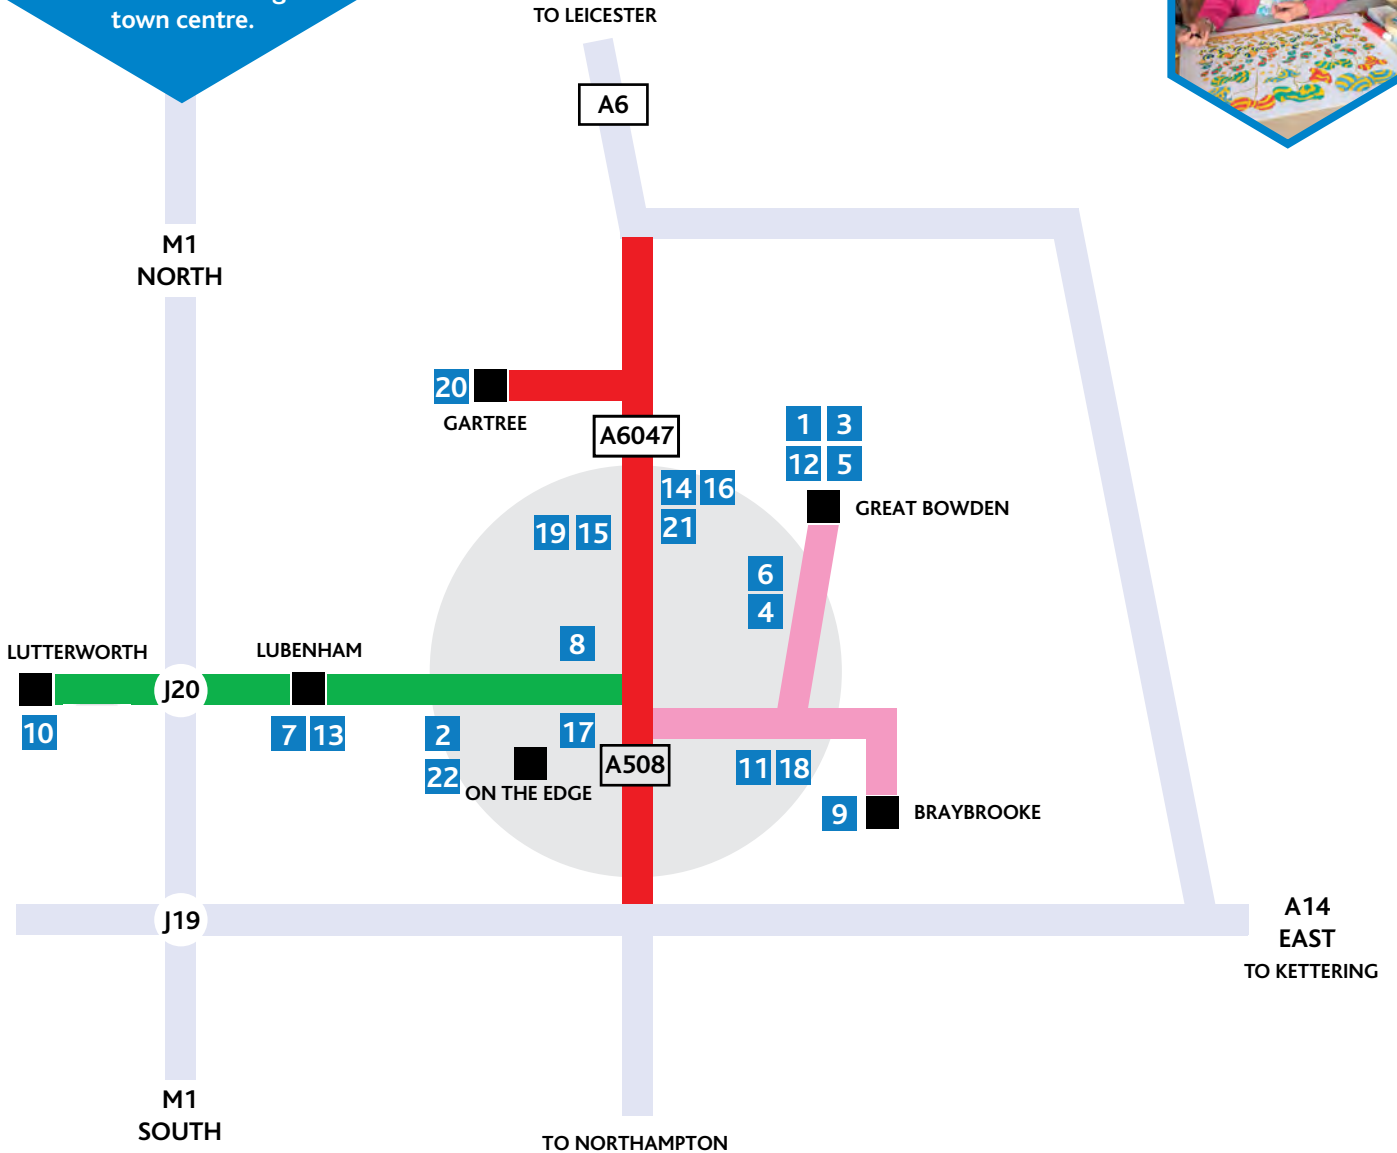 town centre.
TO LEICESTER
A6
M1
NORTH
20
GARTREE
A6047
1 3
12 5
GREAT BOWDEN
14 16
21
19 15
6
4
8
LUTTERWORTH
LUBENHAM
J20
10
7 13
2
22
17
ON THE EDGE
A508
11 18
9
BRAYBROOKE
J19
A14
EAST
TO KETTERING
M1
SOUTH
TO NORTHAMPTON